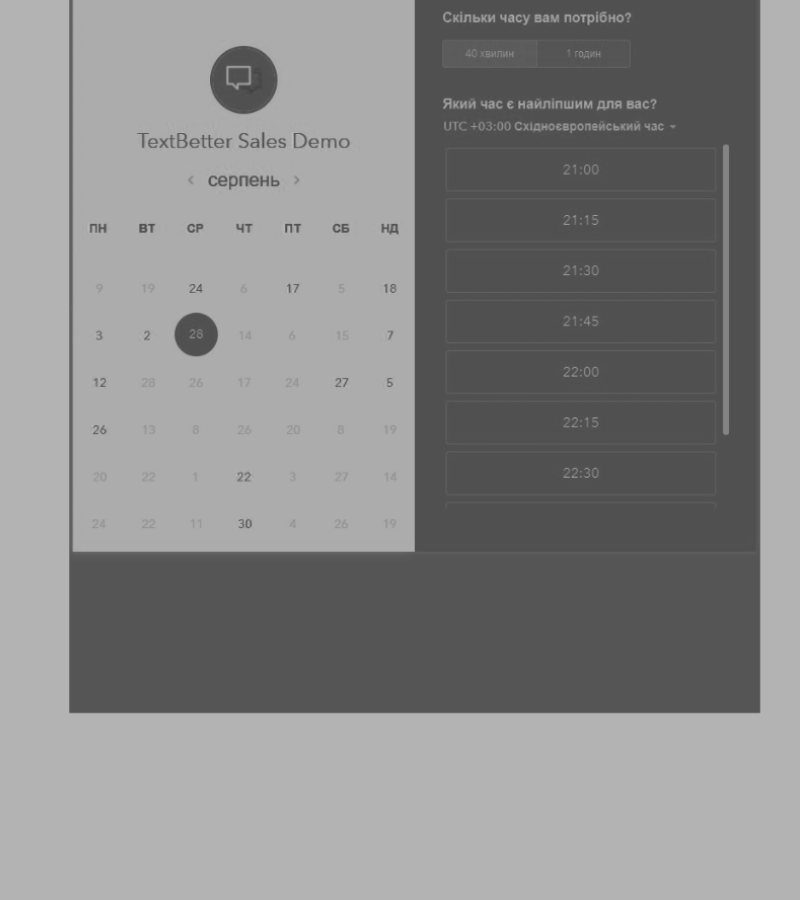 TextBetter Sales Demo
‹ серпень ›
ПН ВТ СР ЧТ ПТ СБ НД
9 19 24 6 17 5 18
3 2 28 14 6 15 7
12 28 26 17 24 27 5
26 13 8 26 20 8 19
20 22 1 22 3 27 14
24 22 11 30 4 26 19
Скільки часу вам потрібно?
40 хвилин 1 годин
Який час є найліпшим для вас?
UTC +03:00 Східноєвропейський час
21:00
21:15
21:30
21:45
22:00
22:15
22:30